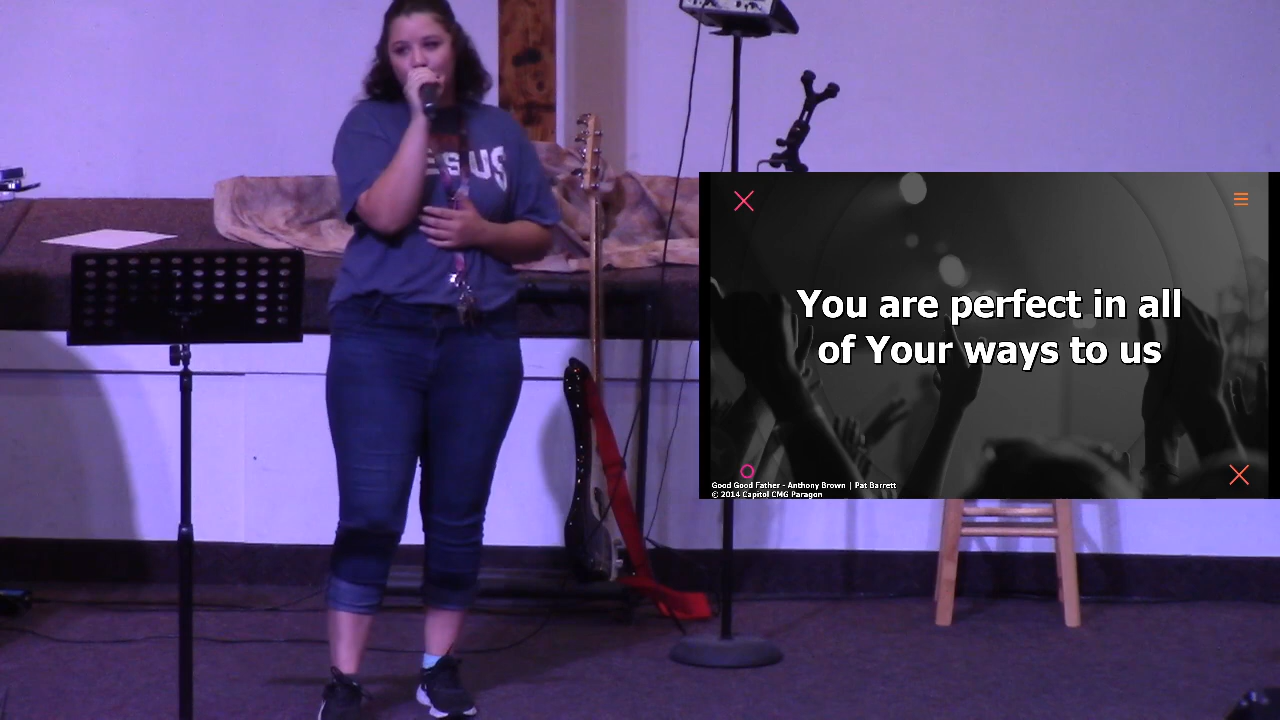 ESUS
You are perfect in all
of Your ways to us
Good Good Father - Anthony Brown | Pat Barrett
© 2014 Capitol CMG Paragon